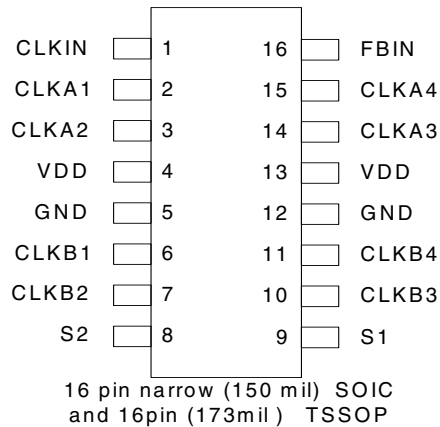 CLKIN 1 16 FBIN
CLKA1 2 15 CLKA4
CLKA2 3 14 CLKA3
VDD 4 13 VDD
GND 5 12 GND
CLKB1 6 11 CLKB4
CLKB2 7 10 CLKB3
S2 8 9 S1
16 pin narrow (150 mil) SOIC
and 16pin (173mil ) TSSOP